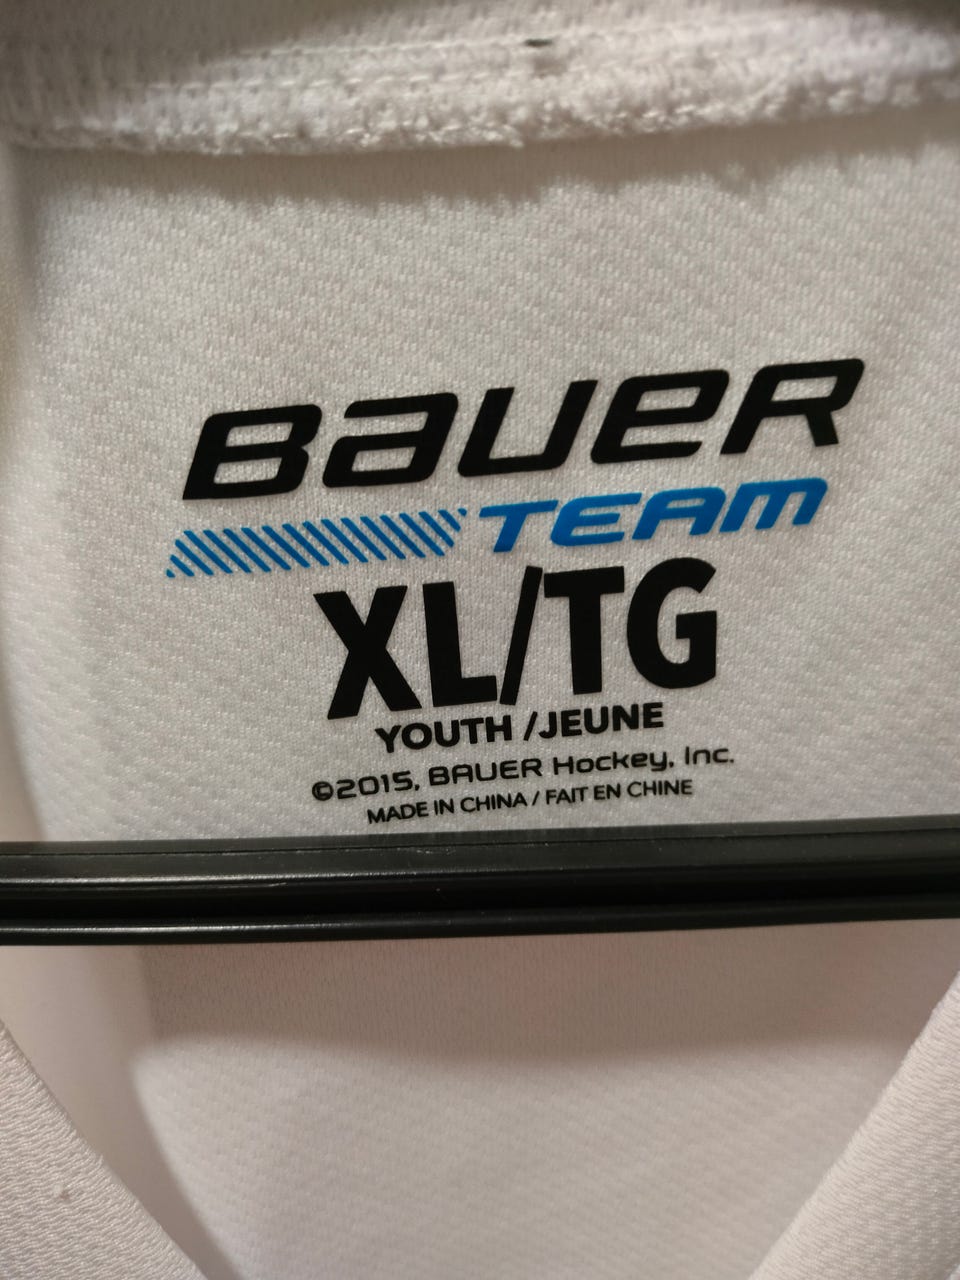 BAUER
TEAM
XL/TG
YOUTH / JEUNE
©2015, BAUER Hockey, Inc.
MADE IN CHINA / FAIT EN CHINE